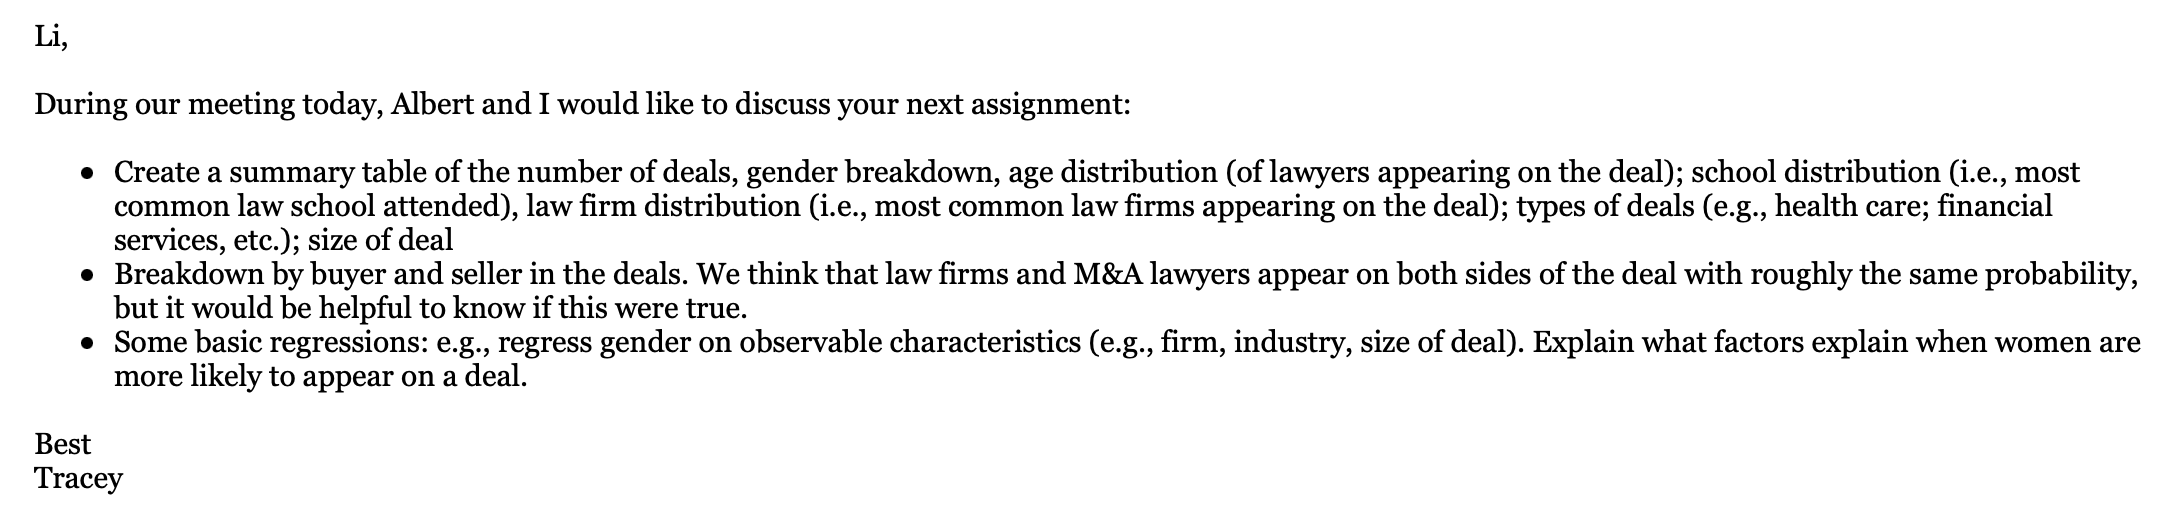 Li,
During our meeting today, Albert and I would like to discuss your next assignment:
• Create a summary table of the number of deals, gender breakdown, age distribution (of lawyers appearing on the deal); school distribution (i.e., most
common law school attended), law firm distribution (i.e., most common law firms appearing on the deal); types of deals (e.g., health care; financial
services, etc.); size of deal
• Breakdown by buyer and seller in the deals. We think that law firms and M&A lawyers appear on both sides of the deal with roughly the same probability,
but it would be helpful to know if this were true.
• Some basic regressions: e.g., regress gender on observable characteristics (e.g., firm, industry, size of deal). Explain what factors explain when women are
more likely to appear on a deal.
Best
Tracey